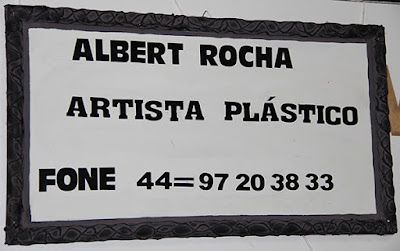 ALBERT ROCHA
ARTISTA PLÁSTICO
FONE 44=97 20 38 33